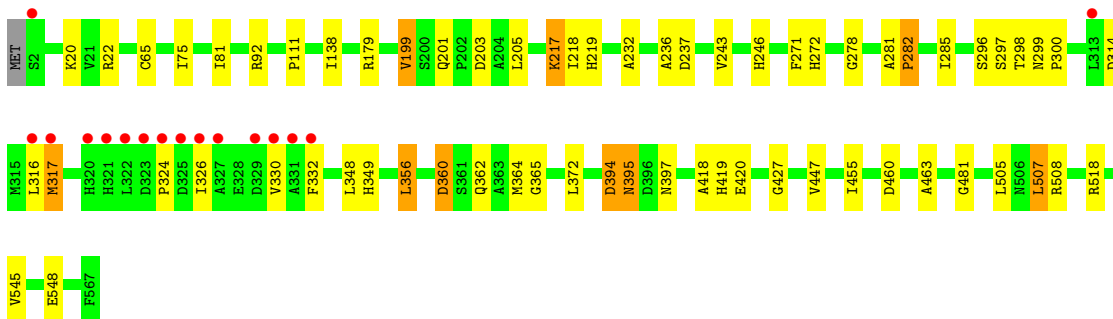 MET S2 K20 V21 R22 C65 I75 I81 R92 P111 I138 R179 V199 S200 Q201 P202 D203 A204 L205 K217 I218 H219 A232 A236 D237 V243 H246 F271 H272 G278 A281 P282 I285 S296 S297 T298 N299 P300 L313 D314
M315 L316 M317 H320 H321 L322 D323 P324 D325 I326 A327 E328 D329 V330 A331 F332 L348 H349 L356 D360 S361 Q362 A363 M364 G365 L372 D394 N395 D396 N397 A418 H419 E420 G427 V447 I455 D460 A463 G481 L505 N506 L507 R508 R518
V545 E548 F567